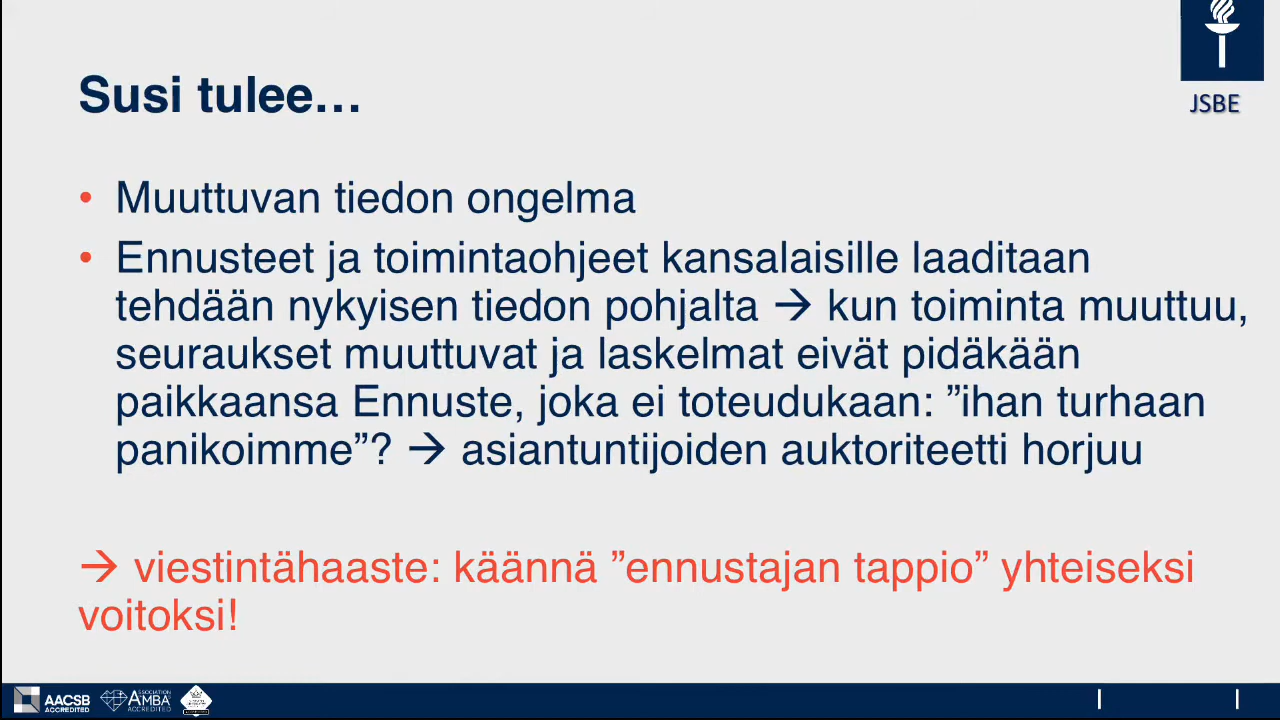 JSBE
Susi tulee…
• Muuttuvan tiedon ongelma
• Ennusteet ja toimintaohjeet kansalaisille laaditaan
tehdään nykyisen tiedon pohjalta → kun toiminta muuttuu,
seuraukset muuttuvat ja laskelmat eivät pidäkään
paikkaansa Ennuste, joka ei toteudukaan: ”ihan turhaan
panikoimme”? → asiantuntijoiden auktoriteetti horjuu
→ viestintähaaste: käännä ”ennustajan tappio” yhteiseksi
voitoksi!
AACSB
ACCREDITED
ASSOCIATION
AMBA
ACCREDITED